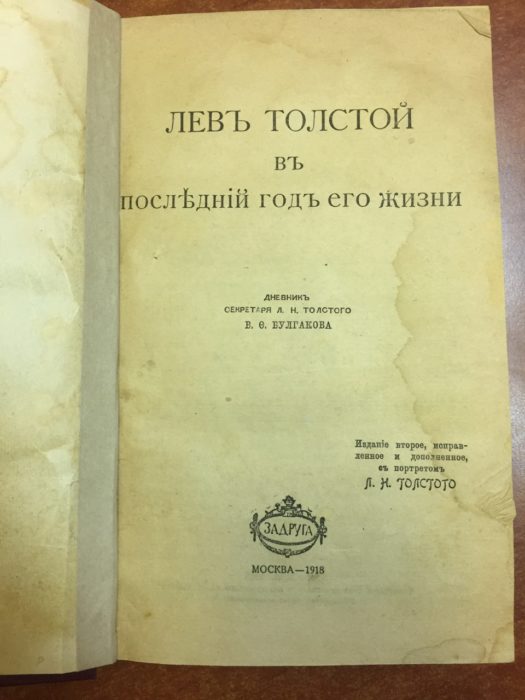 ЛЕВЪ ТОЛСТОЙ
ВЪ
ПОСЛѢДНІЙ ГОДЪ ЕГО ЖИЗНИ
ДНЕВНИКЪ
СЕКРЕТАРЯ Л. Н. ТОЛСТОГО
В. Ѳ. БУЛГАКОВА
Изданіе второе, исправ-
ленное и дополненное,
съ портретомъ
Л. Н. ТОЛСТОГО
ЗАДРУГА
МОСКВА—1918